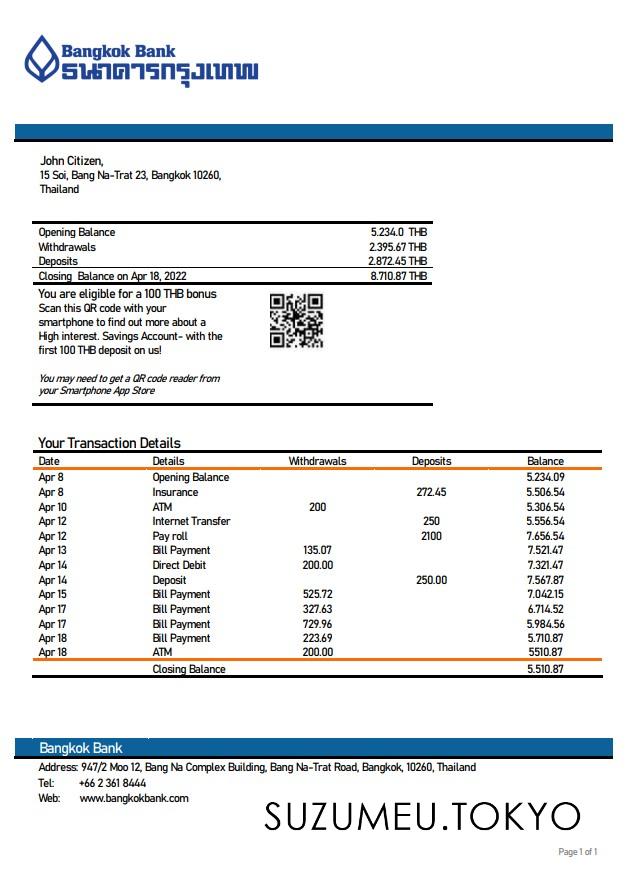 Bangkok Bank
ธนาคารกรุงเทพ
John Citizen,
15 Soi, Bang Na-Trat 23, Bangkok 10260,
Thailand
Opening Balance 5.234.0 THB
Withdrawals 2.395.67 THB
Deposits 2.872.45 THB
Closing Balance on Apr 18, 2022 8.710.87 THB
You are eligible for a 100 THB bonus
Scan this QR code with your
smartphone to find out more about a
High interest. Savings Account- with the
first 100 THB deposit on us!
You may need to get a QR code reader from
your Smartphone App Store
Your Transaction Details
Date Details Withdrawals Deposits Balance
Apr 8 Opening Balance 5.234.09
Apr 8 Insurance 272.45 5.506.54
Apr 10 ATM 200 5.306.54
Apr 12 Internet Transfer 250 5.556.54
Apr 12 Pay roll 2100 7.656.54
Apr 13 Bill Payment 135.07 7.521.47
Apr 14 Direct Debit 200.00 7.321.47
Apr 14 Deposit 250.00 7.567.87
Apr 15 Bill Payment 525.72 7.042.15
Apr 17 Bill Payment 327.63 6.714.52
Apr 17 Bill Payment 729.96 5.984.56
Apr 18 Bill Payment 223.69 5.710.87
Apr 18 ATM 200.00 5510.87
Closing Balance 5.510.87
Bangkok Bank
Address: 947/2 Moo 12, Bang Na Complex Building, Bang Na-Trat Road, Bangkok, 10260, Thailand
Tel: +66 2 361 8444
Web: www.bangkokbank.com
SUZUMEU.TOKYO
Page 1 of 1